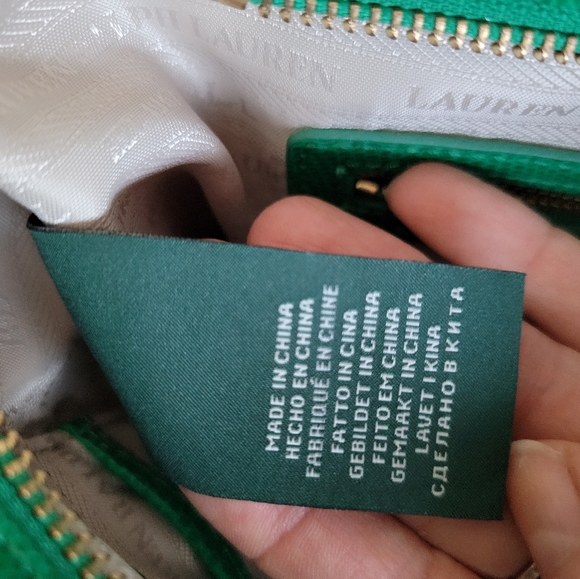 RALPH LAUREN
LAUREN
MADE IN CHINA
HECHO EN CHINA
FABRIQUÉ EN CHINE
FATTO IN CINA
GEBILDET IN CHINA
FEITO EM CHINA
GEMAAKT IN CHINA
LAVET I KINA
СДЕЛАНО В КИТА